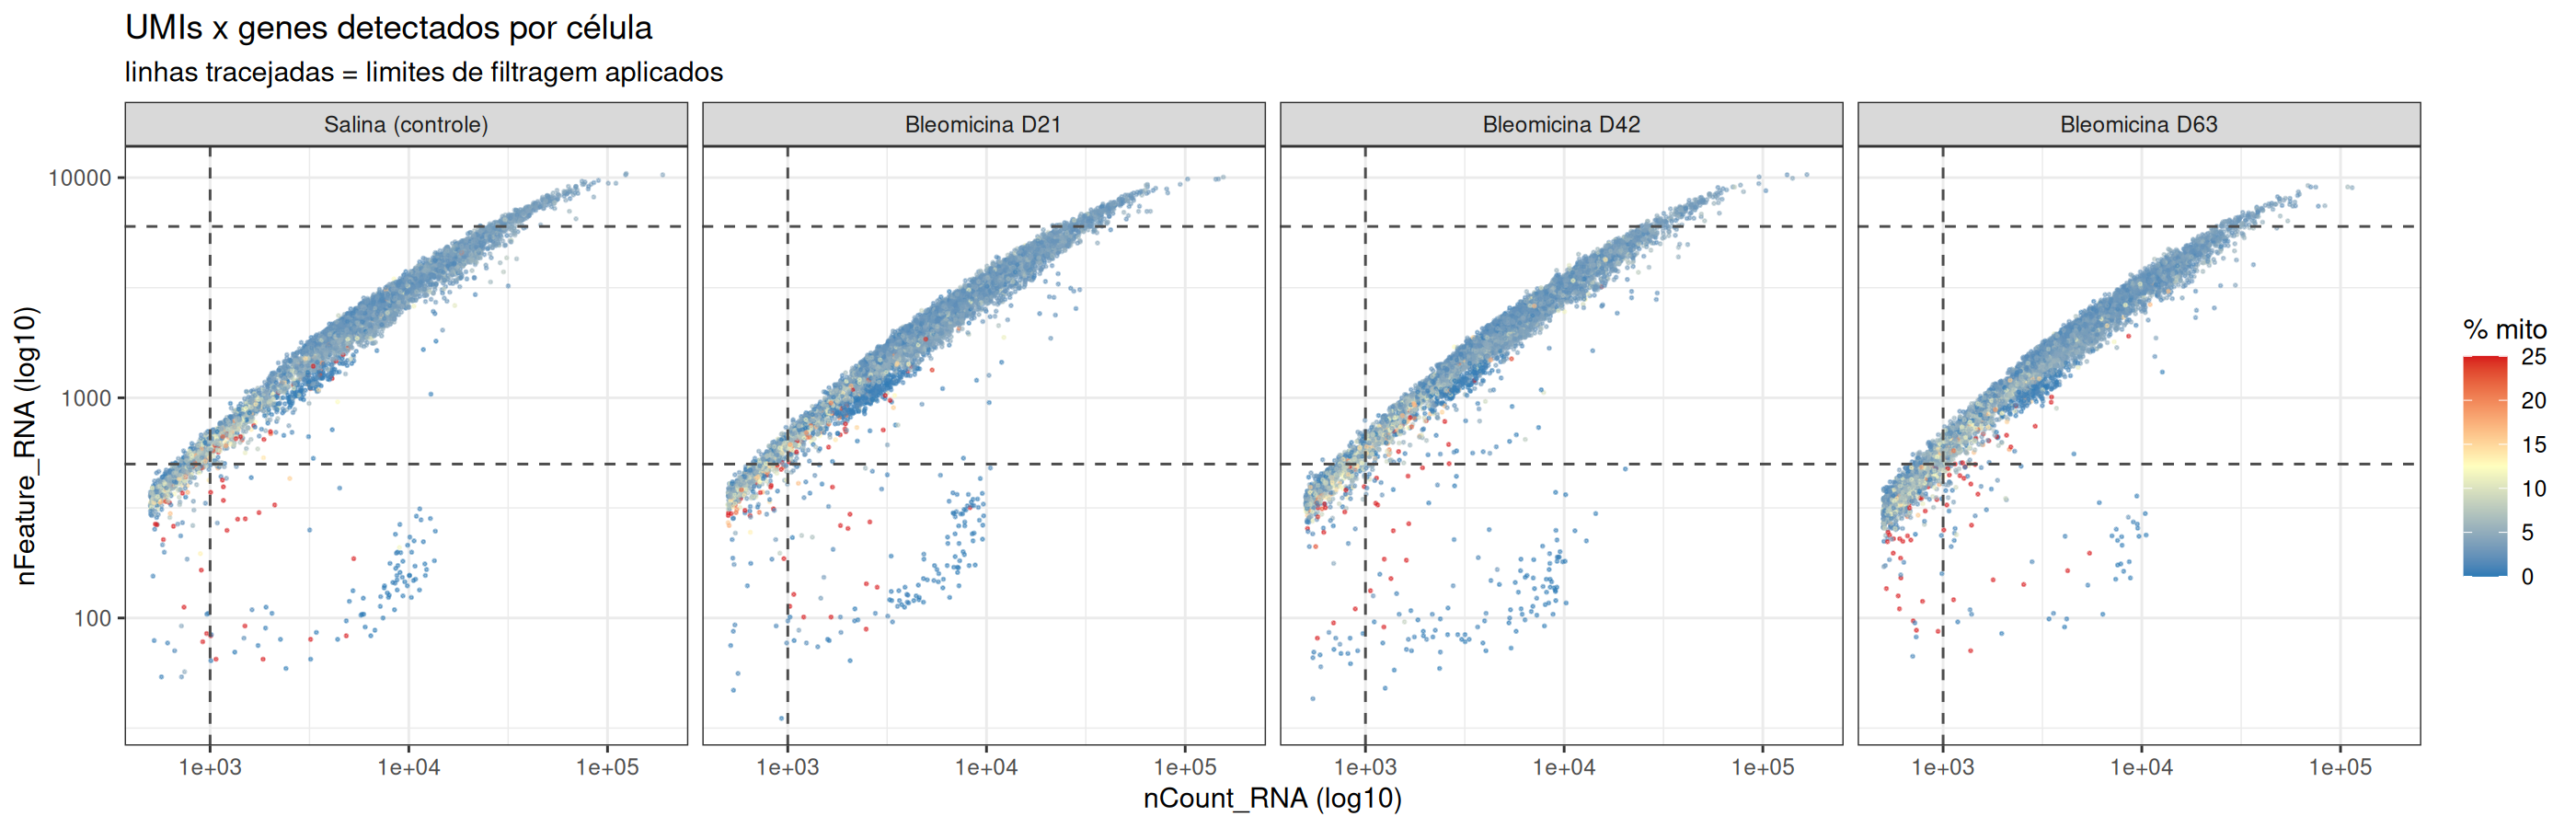 UMIs x genes detectados por célula
linhas tracejadas = limites de filtragem aplicados
Salina (controle)
Bleomicina D21
Bleomicina D42
Bleomicina D63
nFeature_RNA (log10)
10000
1000
100
1e+03
1e+04
1e+05
1e+03
1e+04
1e+05
1e+03
1e+04
1e+05
1e+03
1e+04
1e+05
nCount_RNA (log10)
% mito
25
20
15
10
5
0